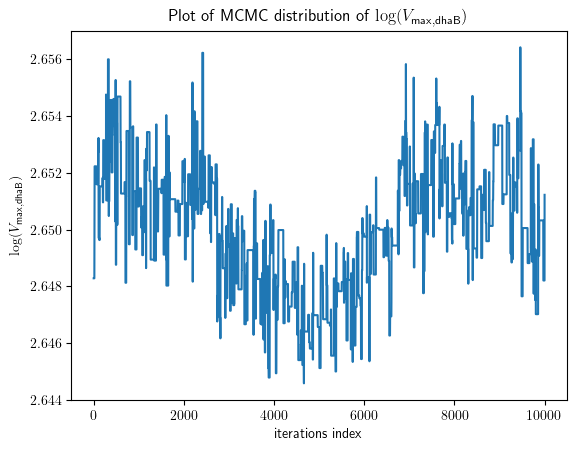 Plot of MCMC distribution of log(V_max,dhaB)
log(V_max,dhaB)
2.656
2.654
2.652
2.650
2.648
2.646
2.644
0 2000 4000 6000 8000 10000
iterations index